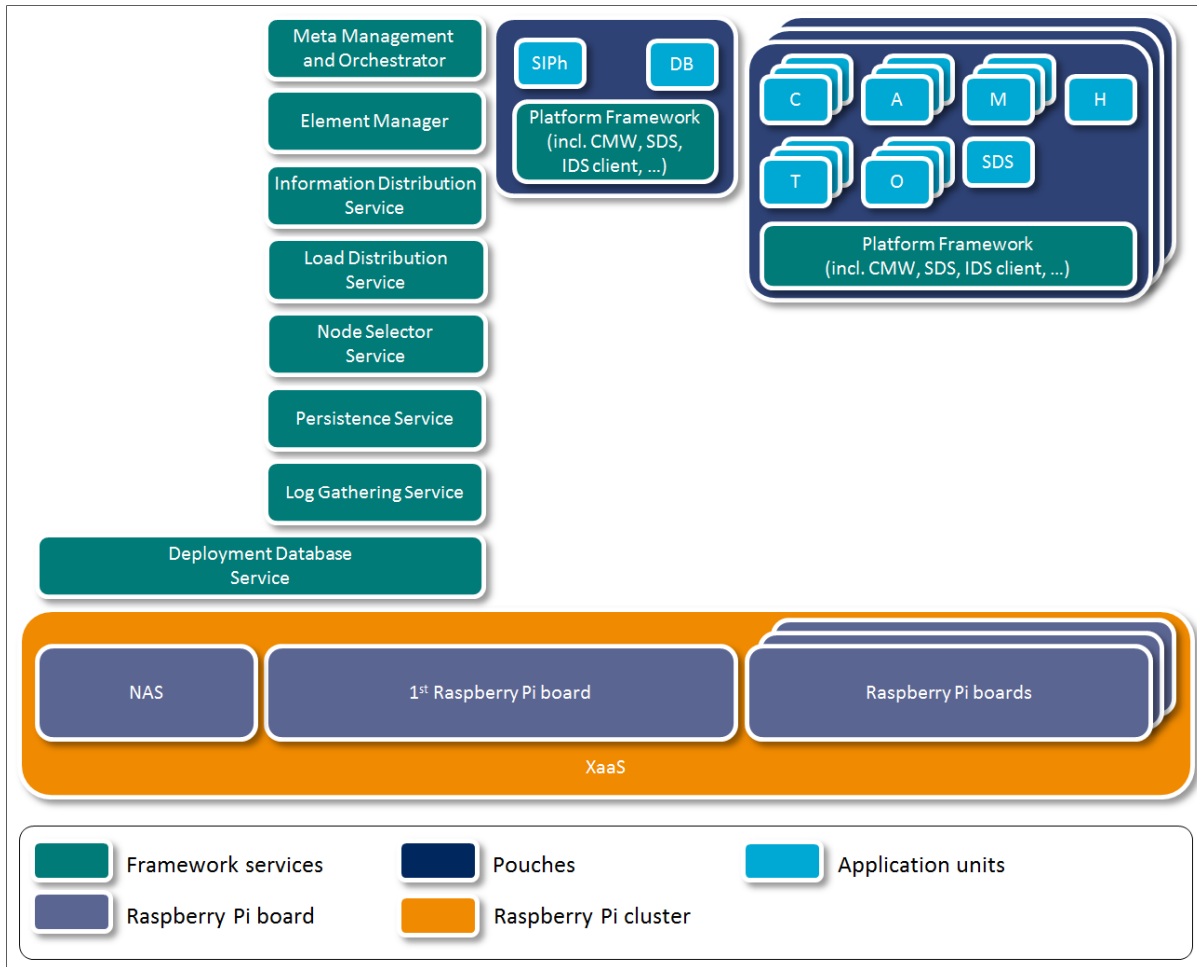 Meta Management
and Orchestrator
Element Manager
Information Distribution
Service
Load Distribution
Service
Node Selector
Service
Persistence Service
Log Gathering Service
Deployment Database
Service
SIPh
DB
Platform Framework
(incl. CMW, SDS,
IDS client, …)
C
A
M
H
T
O
SDS
Platform Framework
(incl. CMW, SDS, IDS client, …)
NAS
1st Raspberry Pi board
Raspberry Pi boards
XaaS
Framework services
Pouches
Application units
Raspberry Pi board
Raspberry Pi cluster